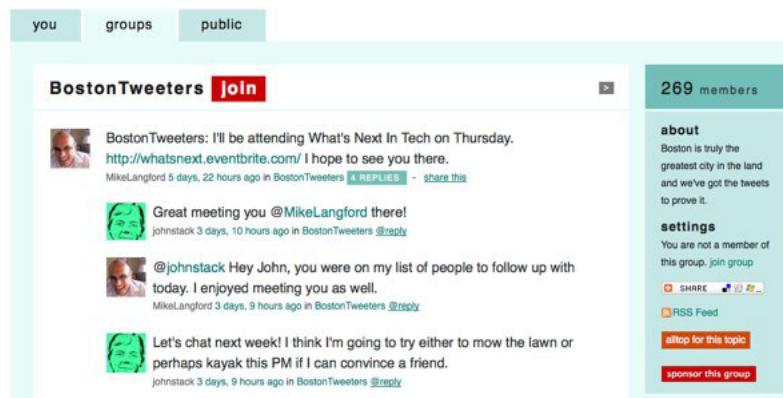 you groups public
BostonTweeters join >
BostonTweeters: I'll be attending What's Next In Tech on Thursday.
http://whatsnext.eventbrite.com/ I hope to see you there.
MikeLangford 5 days, 22 hours ago in BostonTweeters 4 REPLIES - share this
Great meeting you @MikeLangford there!
johnstack 3 days, 10 hours ago in BostonTweeters @reply
@johnstack Hey John, you were on my list of people to follow up with
today. I enjoyed meeting you as well.
MikeLangford 3 days, 9 hours ago in BostonTweeters @reply
Let's chat next week! I think I'm going to try either to mow the lawn or
perhaps kayak this PM if I can convince a friend.
johnstack 3 days, 9 hours ago in BostonTweeters @reply
269 members
about
Boston is truly the
greatest city in the land
and we've got the tweets
to prove it.
settings
You are not a member of
this group. join group
SHARE
RSS Feed
alltop for this topic
sponsor this group